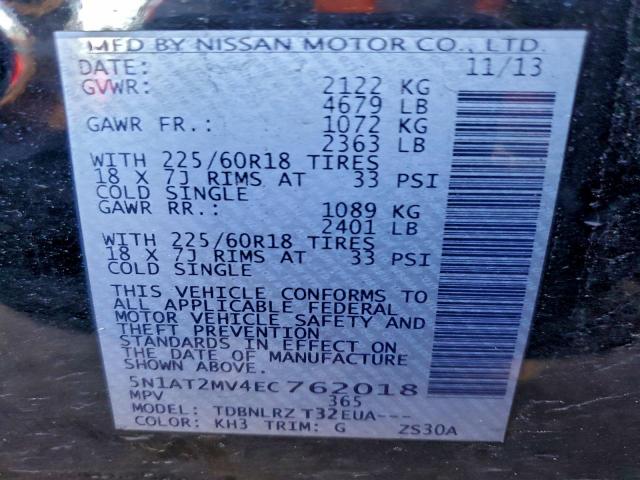 MFD BY NISSAN MOTOR CO., LTD.
DATE: 11/13
GVWR: 2122 KG
4679 LB
GAWR FR.: 1072 KG
2363 LB
WITH 225/60R18 TIRES
18 X 7J RIMS AT 33 PSI
COLD SINGLE
GAWR RR.: 1089 KG
2401 LB
WITH 225/60R18 TIRES
18 X 7J RIMS AT 33 PSI
COLD SINGLE
THIS VEHICLE CONFORMS TO
ALL APPLICABLE FEDERAL
MOTOR VEHICLE SAFETY AND
THEFT PREVENTION
STANDARDS IN EFFECT ON
THE DATE OF MANUFACTURE
SHOWN ABOVE.
5N1AT2MV4EC762018
MPV 365
MODEL: TDBNLRZ T32EUA---
COLOR: KH3 TRIM: G ZS30A